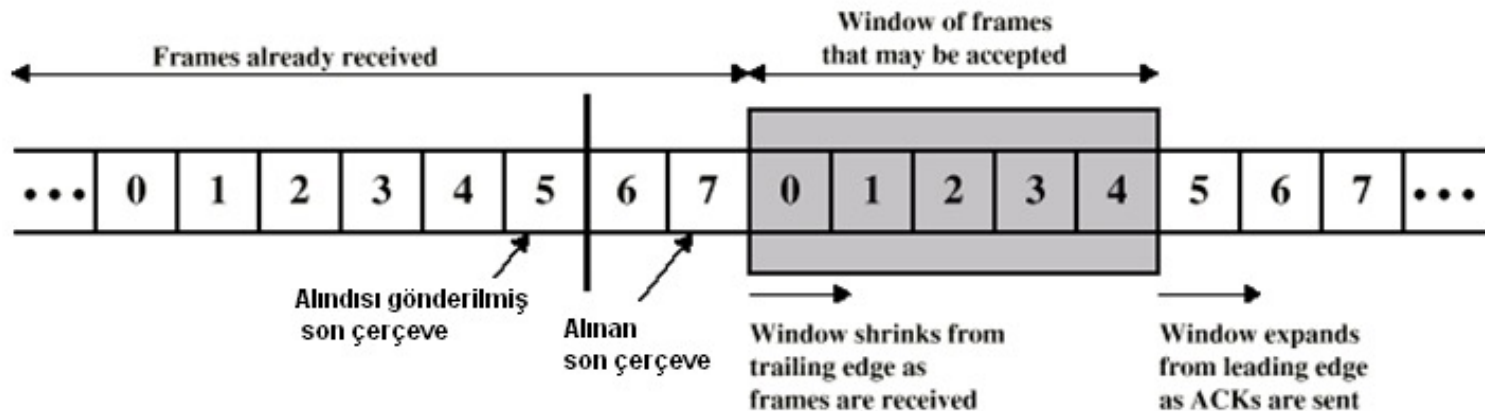 Window of frames
that may be accepted
Frames already received
••• 0 1 2 3 4 5 6 7 0 1 2 3 4 5 6 7 •••
Alındısı gönderilmiş
son çerçeve
Alınan
son çerçeve
Window shrinks from
trailing edge as
frames are received
Window expands
from leading edge
as ACKs are sent